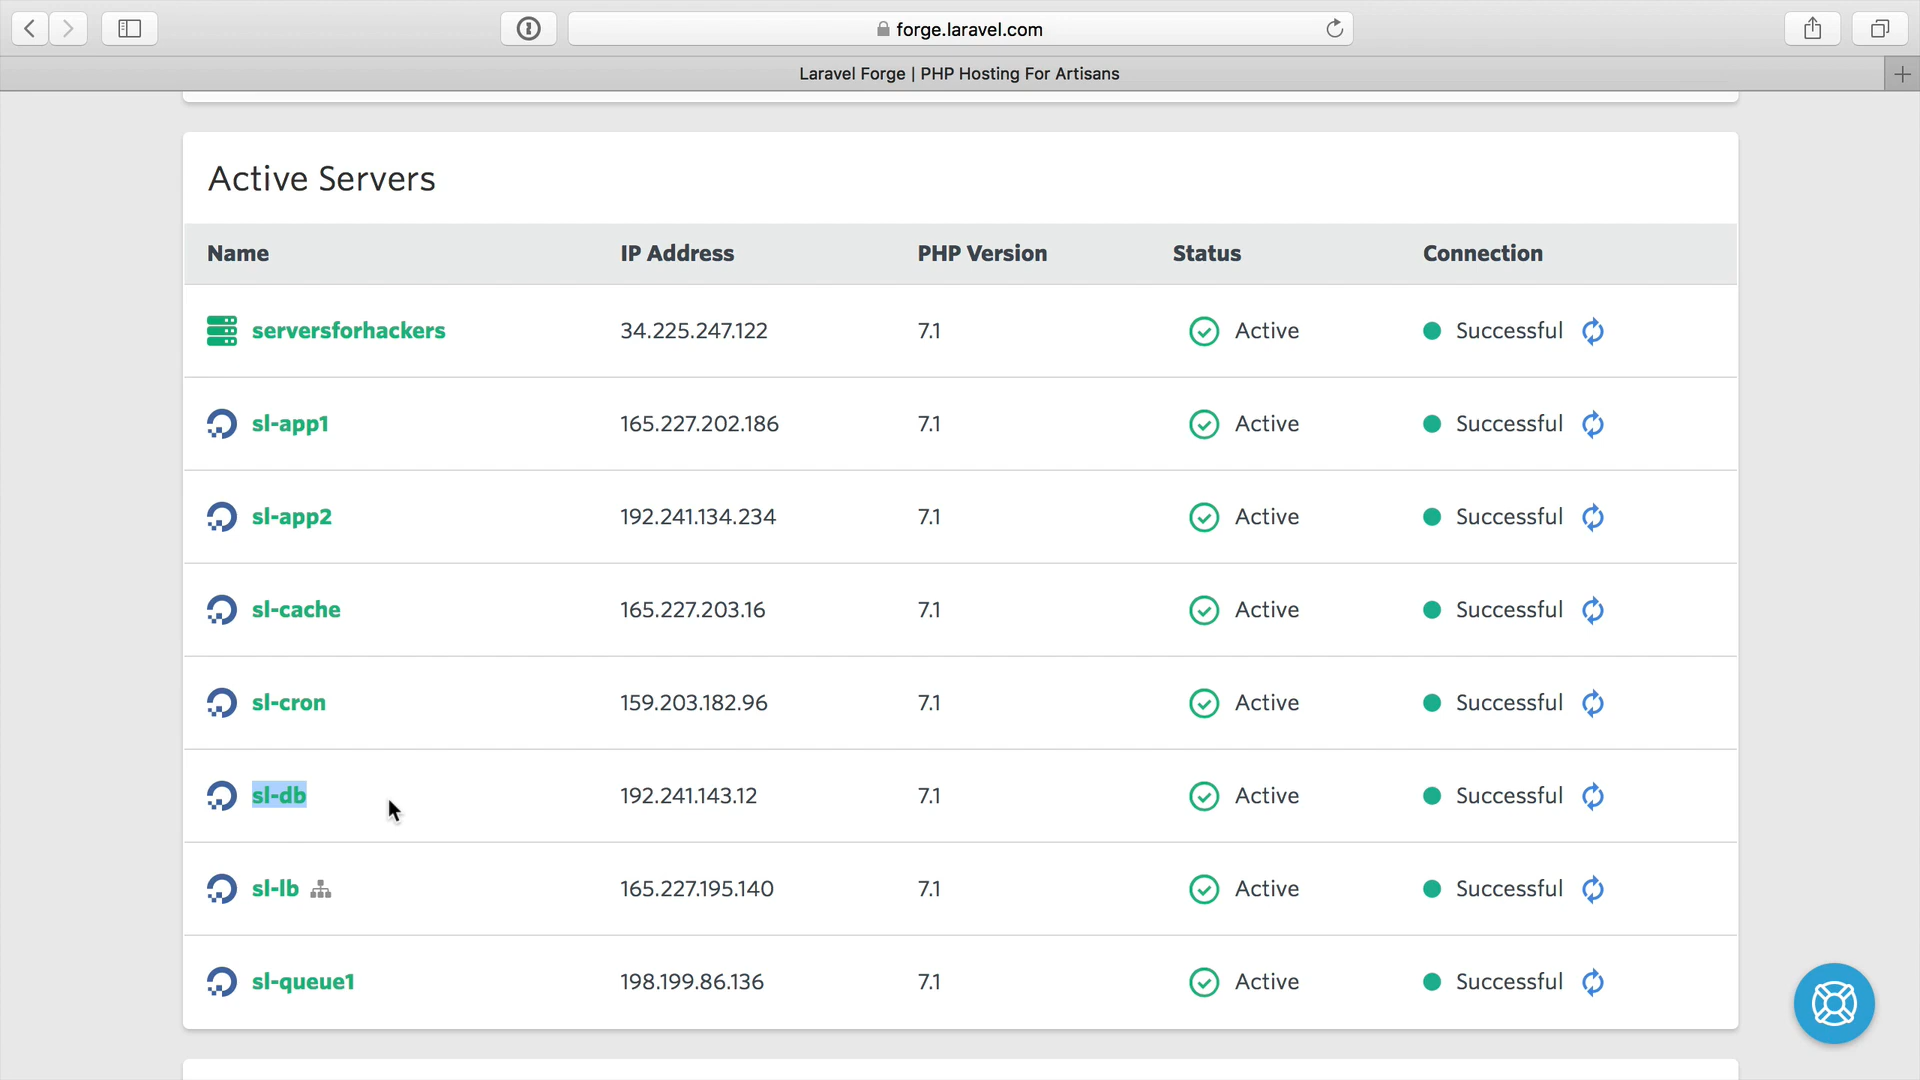 forge.laravel.com
Laravel Forge | PHP Hosting For Artisans
Active Servers
Name IP Address PHP Version Status Connection
serversforhackers 34.225.247.122 7.1 Active Successful
sl-app1 165.227.202.186 7.1 Active Successful
sl-app2 192.241.134.234 7.1 Active Successful
sl-cache 165.227.203.16 7.1 Active Successful
sl-cron 159.203.182.96 7.1 Active Successful
sl-db 192.241.143.12 7.1 Active Successful
sl-lb 165.227.195.140 7.1 Active Successful
sl-queue1 198.199.86.136 7.1 Active Successful